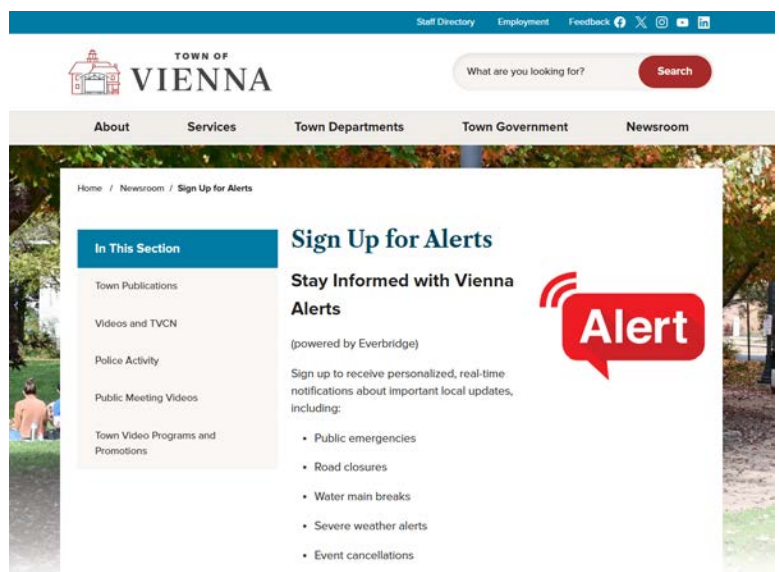 Staff Directory Employment Feedback
TOWN OF
VIENNA
What are you looking for? Search
About Services Town Departments Town Government Newsroom
Home / Newsroom / Sign Up for Alerts
In This Section
Town Publications
Videos and TVCN
Police Activity
Public Meeting Videos
Town Video Programs and
Promotions
Sign Up for Alerts
Stay Informed with Vienna
Alerts
(powered by Everbridge)
Sign up to receive personalized, real-time
notifications about important local updates,
including:
• Public emergencies
• Road closures
• Water main breaks
• Severe weather alerts
• Event cancellations
Alert